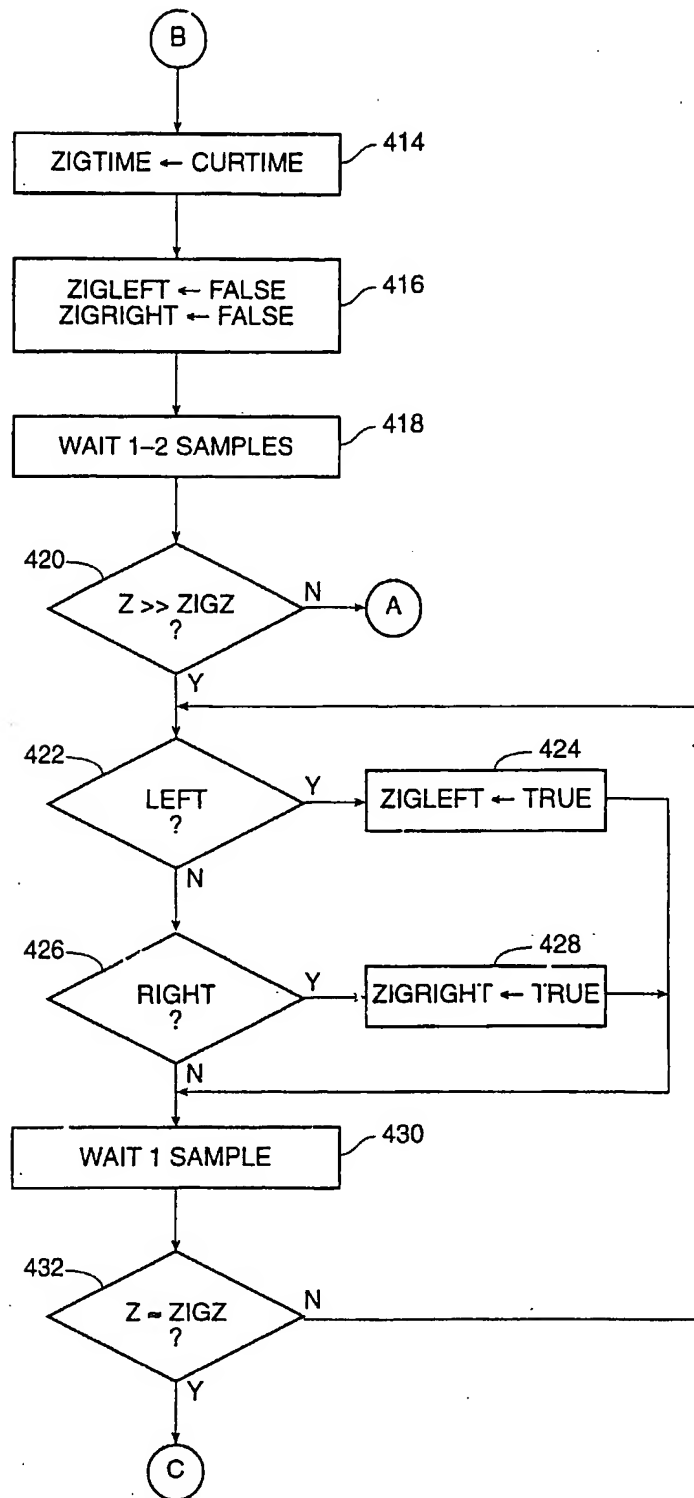 B
ZIGTIME ← CURTIME
414
ZIGLEFT ← FALSE
ZIGRIGHT ← FALSE
416
WAIT 1–2 SAMPLES
418
420
Z >> ZIGZ
?
N
A
Y
422
LEFT
?
Y
424
ZIGLEFT ← TRUE
N
426
RIGHT
?
Y
428
ZIGRIGHT ← TRUE
N
WAIT 1 SAMPLE
430
432
Z ≈ ZIGZ
?
N
Y
C